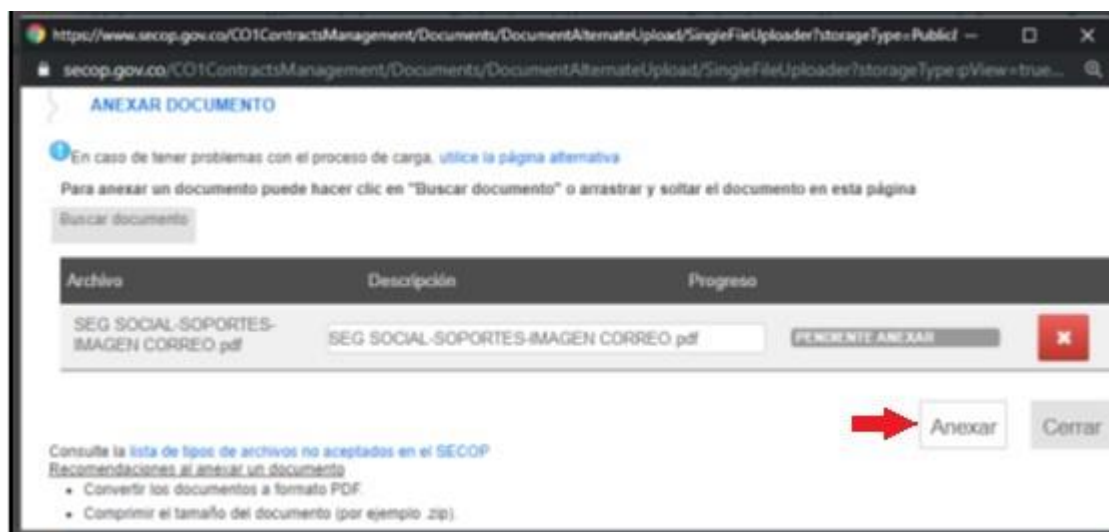 https://www.secop.gov.co/CO1ContractsManagement/Documents/DocumentAlternateUpload/SingleFileUploader?storageType=Public&
secop.gov.co/CO1ContractsManagement/Documents/DocumentAlternateUpload/SingleFileUploader?storageType=pView=true...
ANEXAR DOCUMENTO
En caso de tener problemas con el proceso de carga, utilice la página alternativa
Para anexar un documento puede hacer clic en "Buscar documento" o arrastrar y soltar el documento en esta página
Buscar documento
Archivo Descripción Progreso
SEG SOCIAL-SOPORTES-
IMAGEN CORREO.pdf
SEG SOCIAL-SOPORTES-IMAGEN CORREO.pdf
PENDIENTE ANEXAR
Anexar Cerrar
Consulte la lista de tipos de archivos no aceptados en el SECOP
Recomendaciones al anexar un documento
• Convertir los documentos a formato PDF.
• Comprimir el tamaño del documento (por ejemplo .zip).